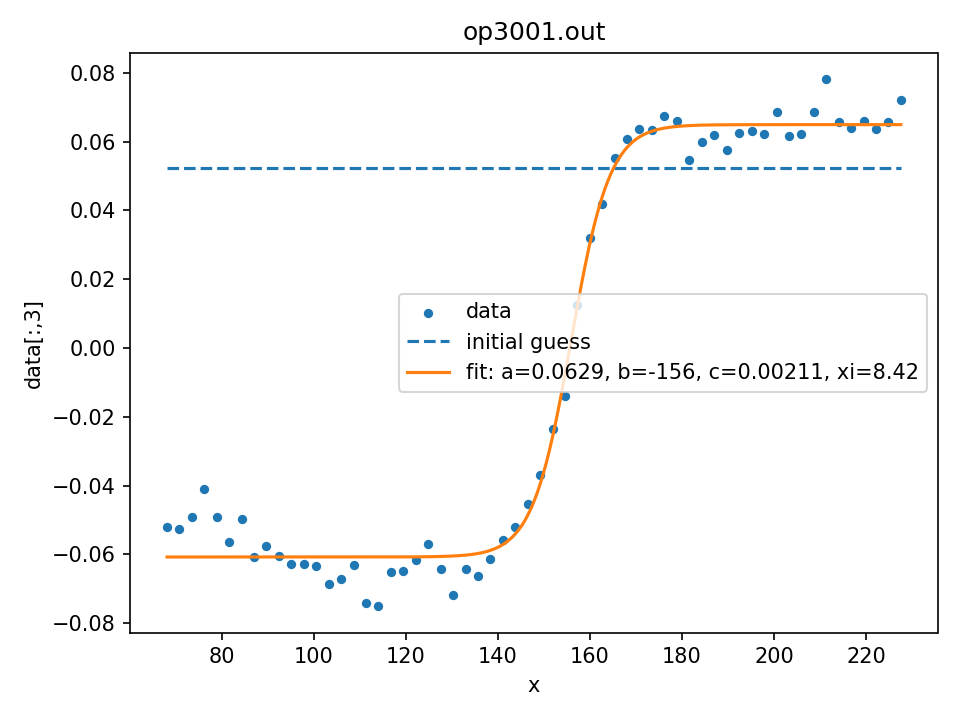 op3001.out
0.08
0.06
0.04
0.02
0.00
−0.02
−0.04
−0.06
−0.08
data[:,3]
data
initial guess
fit: a=0.0629, b=-156, c=0.00211, xi=8.42
80 100 120 140 160 180 200 220
x